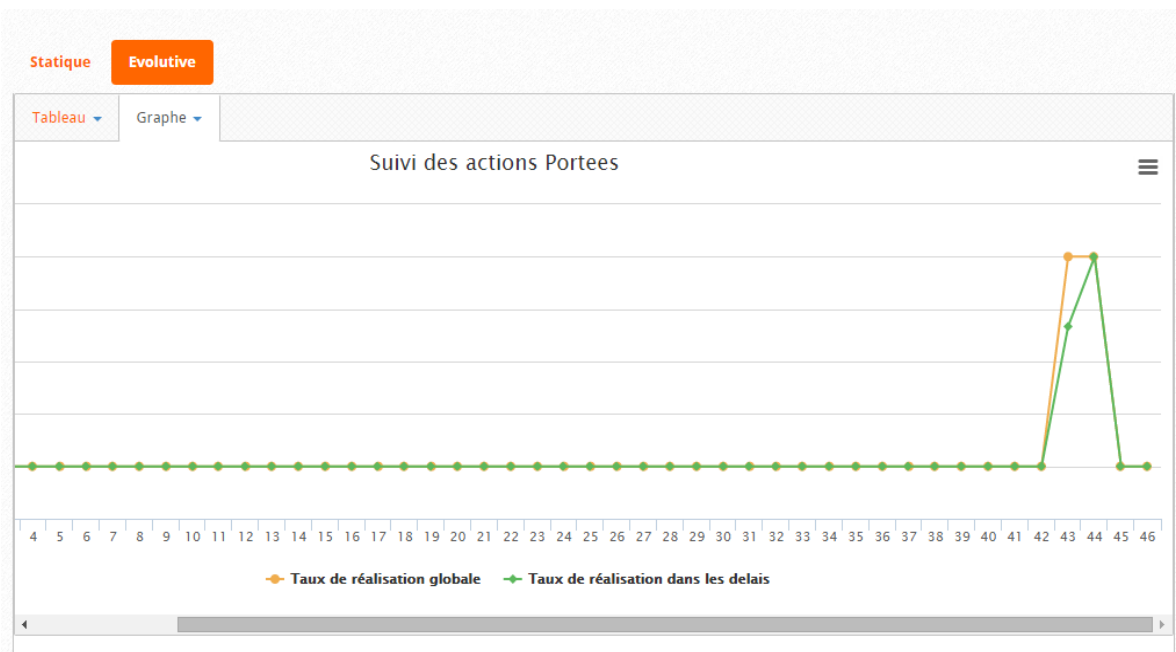 Statique Evolutive
Tableau Graphe
Suivi des actions Portees
4 5 6 7 8 9 10 11 12 13 14 15 16 17 18 19 20 21 22 23 24 25 26 27 28 29 30 31 32 33 34 35 36 37 38 39 40 41 42 43 44 45 46
Taux de réalisation globale Taux de réalisation dans les delais